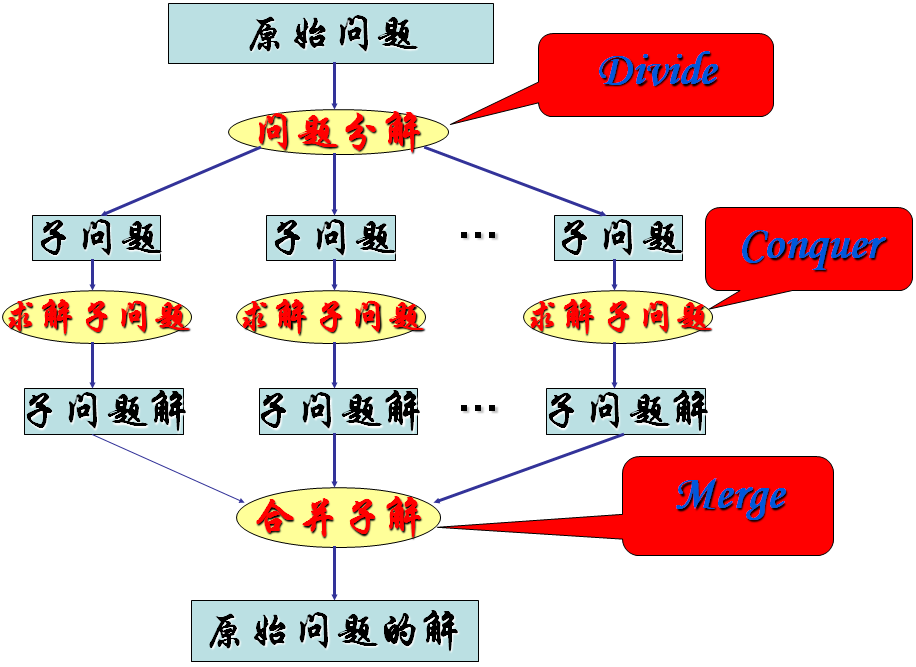 原始问题
Divide
问题分解
子问题 子问题 ... 子问题
Conquer
求解子问题 求解子问题 求解子问题
子问题解 子问题解 ... 子问题解
Merge
合并子解
原始问题的解